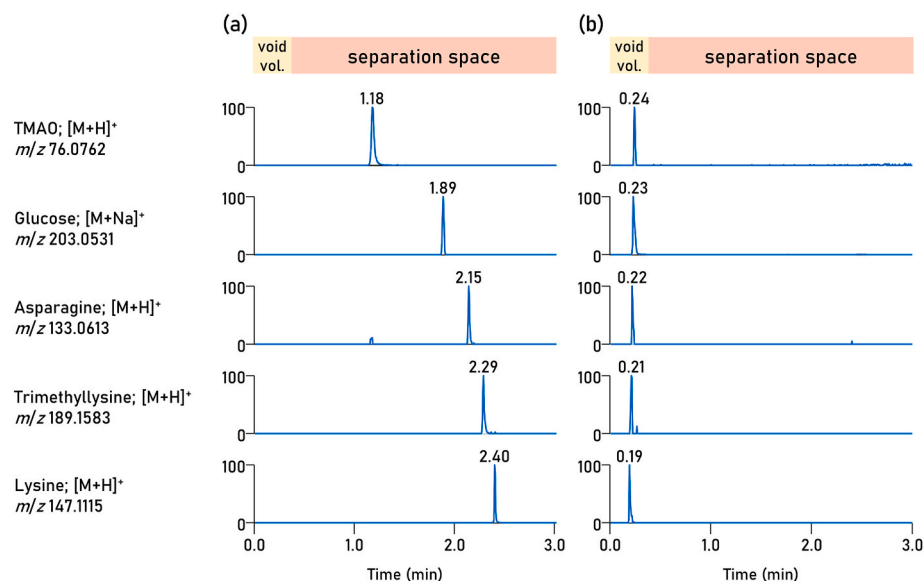 (a)
(b)
void
vol.
separation space
void
vol.
separation space
TMAO; [M+H]⁺
m/z 76.0762
100
0
1.18
100
0
0.24
Glucose; [M+Na]⁺
m/z 203.0531
100
0
1.89
100
0
0.23
Asparagine; [M+H]⁺
m/z 133.0613
100
0
2.15
100
0
0.22
Trimethyllysine; [M+H]⁺
m/z 189.1583
100
0
2.29
100
0
0.21
Lysine; [M+H]⁺
m/z 147.1115
100
0
2.40
100
0
0.19
0.0 1.0 2.0 3.0
0.0 1.0 2.0 3.0
Time (min)
Time (min)